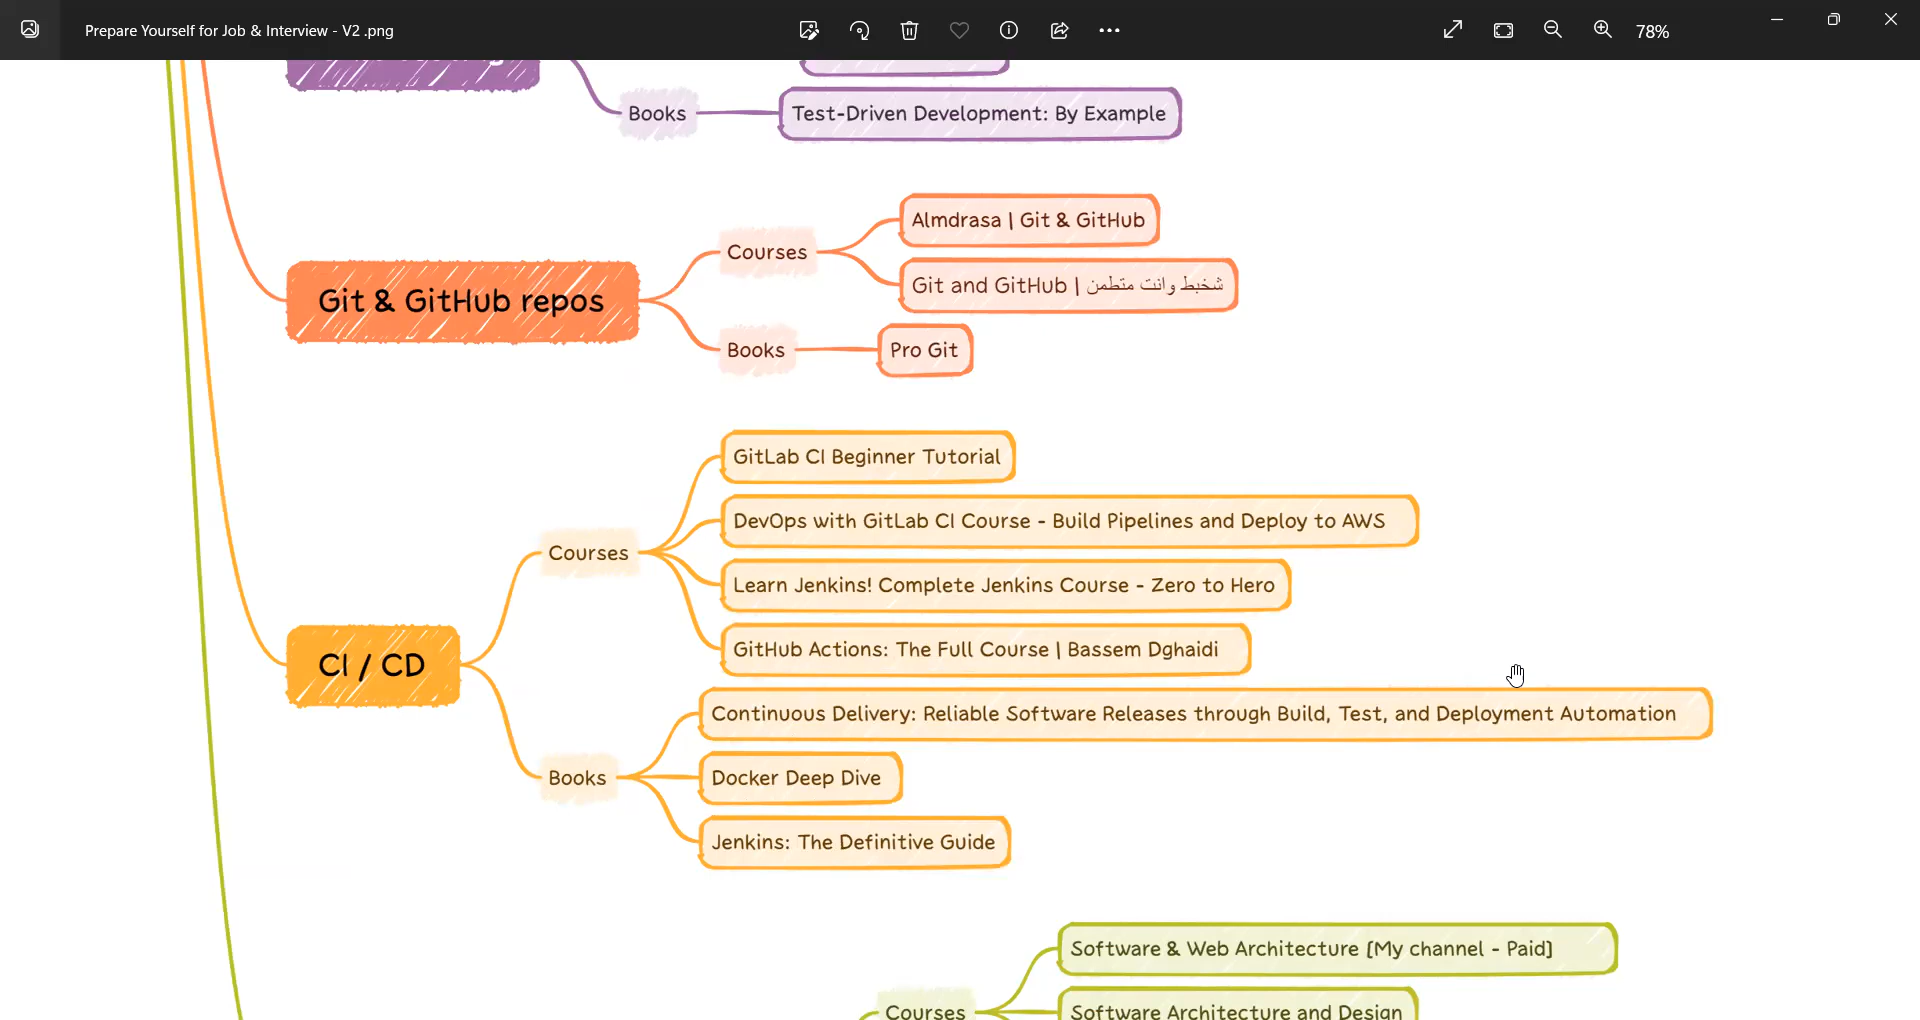 Prepare Yourself for Job & Interview - V2 .png
78%
Books
Test-Driven Development: By Example
Git & GitHub repos
Courses
Almdrasa | Git & GitHub
Git and GitHub | شخبط وانت متطمن
Books
Pro Git
CI / CD
Courses
GitLab CI Beginner Tutorial
DevOps with GitLab CI Course - Build Pipelines and Deploy to AWS
Learn Jenkins! Complete Jenkins Course - Zero to Hero
GitHub Actions: The Full Course | Bassem Dghaidi
Books
Continuous Delivery: Reliable Software Releases through Build, Test, and Deployment Automation
Docker Deep Dive
Jenkins: The Definitive Guide
Courses
Software & Web Architecture [My channel - Paid]
Software Architecture and Design